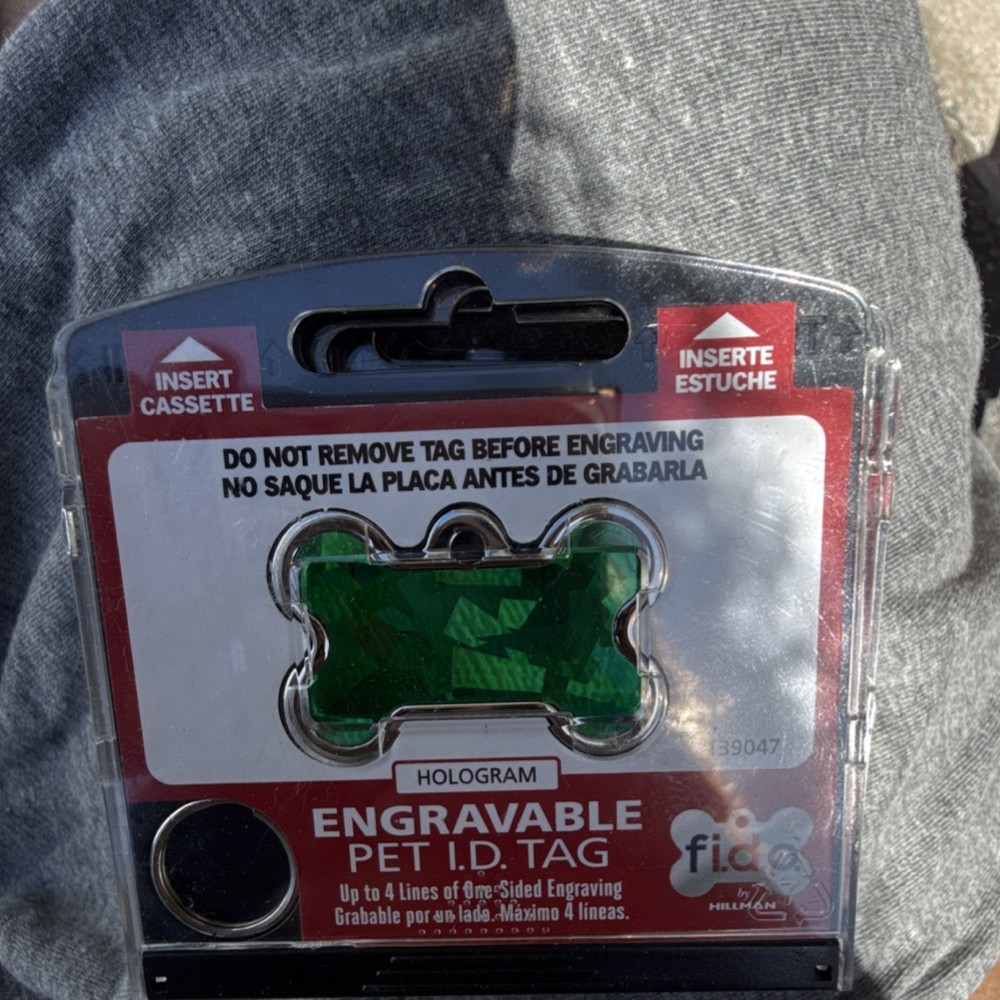 INSERT
CASSETTE
INSERTE
ESTUCHE
DO NOT REMOVE TAG BEFORE ENGRAVING
NO SAQUE LA PLACA ANTES DE GRABARLA
139047
HOLOGRAM
ENGRAVABLE
PET I.D. TAG
Up to 4 Lines of One-Sided Engraving
Grabable por un lado. Máximo 4 líneas.
fi.do
by
HILLMAN